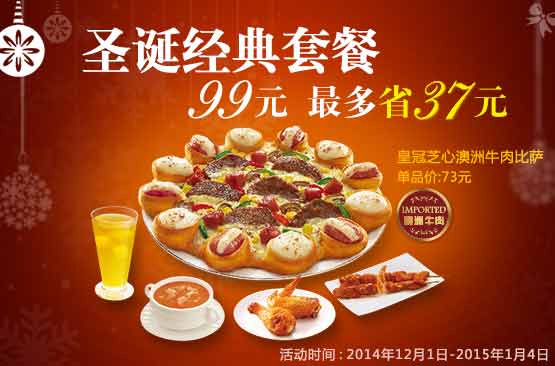 圣诞经典套餐
99元 最多省37元
皇冠芝心澳洲牛肉比萨
单品价:73元
IMPORTED
澳洲牛肉
活动时间 : 2014年12月1日-2015年1月4日